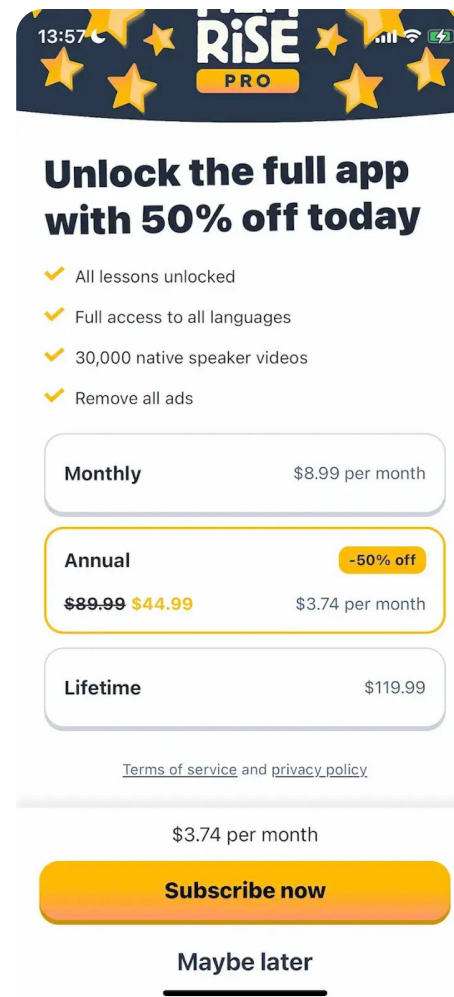 13:57
RiSE
PRO
Unlock the full app
with 50% off today
All lessons unlocked
Full access to all languages
30,000 native speaker videos
Remove all ads
Monthly $8.99 per month
Annual -50% off
$89.99 $44.99 $3.74 per month
Lifetime $119.99
Terms of service and privacy policy
$3.74 per month
Subscribe now
Maybe later